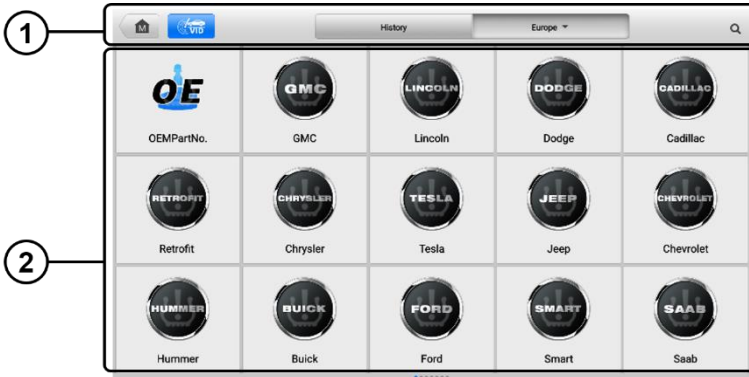 1
M
VID
History
Europe
OE
GMC
LINCOLN
DODGE
CADILLAC
OEMPartNo.
GMC
Lincoln
Dodge
Cadillac
RETROFIT
CHRYSLER
TESLA
JEEP
CHEVROLET
Retrofit
Chrysler
Tesla
Jeep
Chevrolet
2
HUMMER
BUICK
FORD
SMART
SAAB
Hummer
Buick
Ford
Smart
Saab